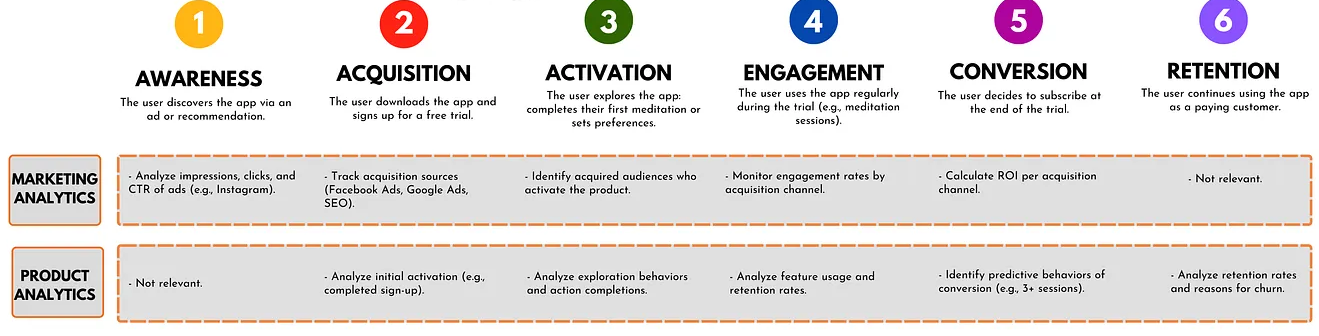 1
2
3
4
5
6
AWARENESS
The user discovers the app via an
ad or recommendation.
ACQUISITION
The user downloads the app and
signs up for a free trial.
ACTIVATION
The user explores the app:
completes their first meditation or
sets preferences.
ENGAGEMENT
The user uses the app regularly
during the trial (e.g., meditation
sessions).
CONVERSION
The user decides to subscribe at
the end of the trial.
RETENTION
The user continues using the app
as a paying customer.
MARKETING
ANALYTICS
- Analyze impressions, clicks, and
CTR of ads (e.g., Instagram).
- Track acquisition sources
(Facebook Ads, Google Ads,
SEO).
- Identify acquired audiences who
activate the product.
- Monitor engagement rates by
acquisition channel.
- Calculate ROI per acquisition
channel.
- Not relevant.
PRODUCT
ANALYTICS
- Not relevant.
- Analyze initial activation (e.g.,
completed sign-up).
- Analyze exploration behaviors
and action completions.
- Analyze feature usage and
retention rates.
- Identify predictive behaviors of
conversion (e.g., 3+ sessions).
- Analyze retention rates
and reasons for churn.